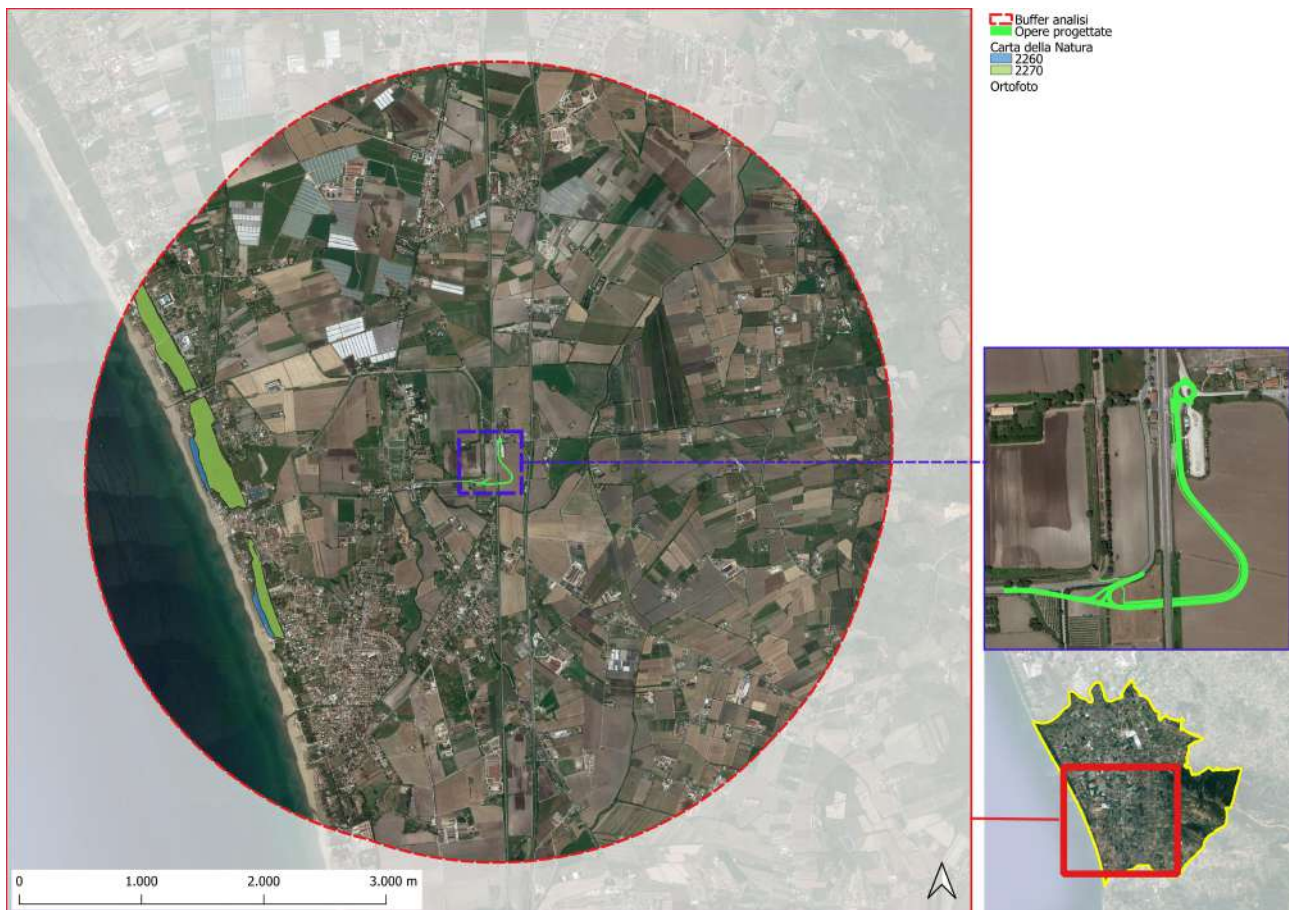 Buffer analisi
Opere progettate
Carta della Natura
2260
2270
Ortofoto
0 1.000 2.000 3.000 m